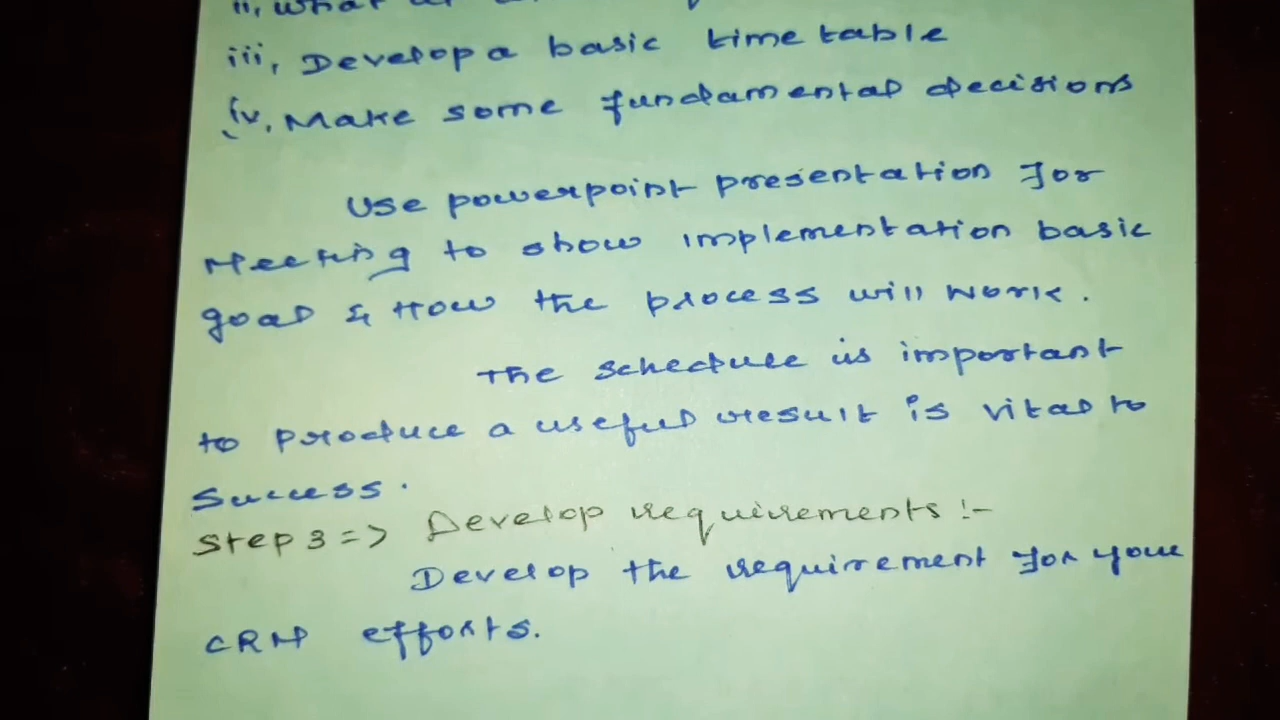 ii, What
iii, Develop a basic time table
iv, Make some fundamental decisions
Use powerpoint presentation for
Meeting to show implementation basic
goal & How the process will work.
The schedule is important
to produce a useful result is vital to
Success.
Step 3 => Develop requirements :-
Develop the requirement for your
CRM efforts.